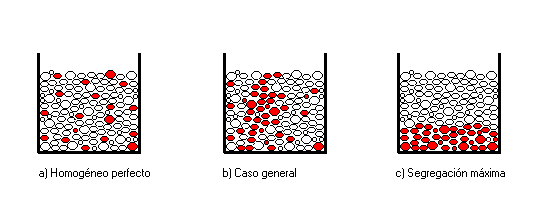 a) Homogéneo perfecto
b) Caso general
c) Segregación máxima